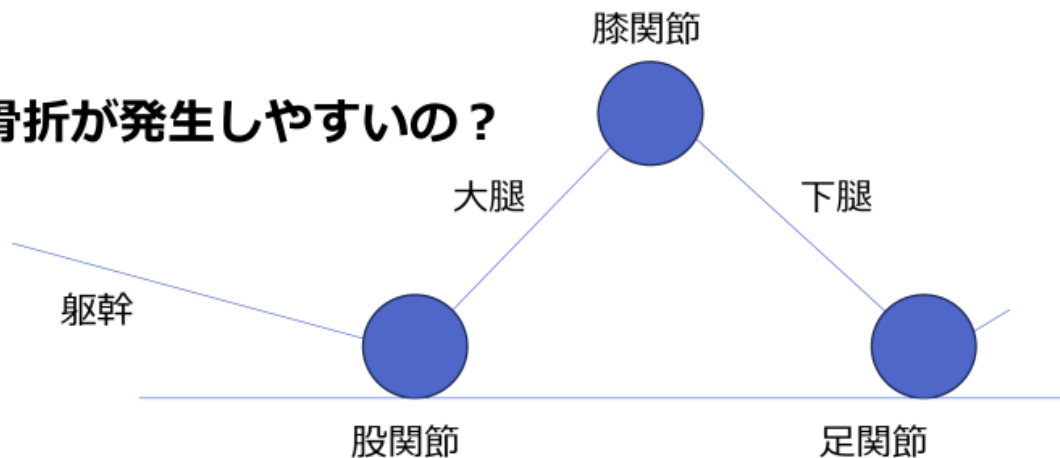 膝関節
骨折が発生しやすいの？
大腿
下腿
躯幹
股関節
足関節